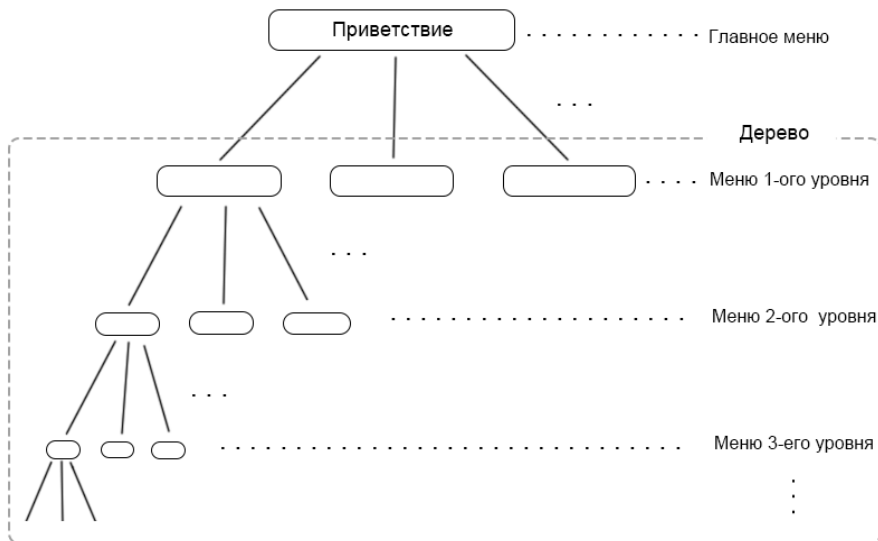 Приветствие
Главное меню
Дерево
Меню 1-ого уровня
Меню 2-ого уровня
Меню 3-его уровня